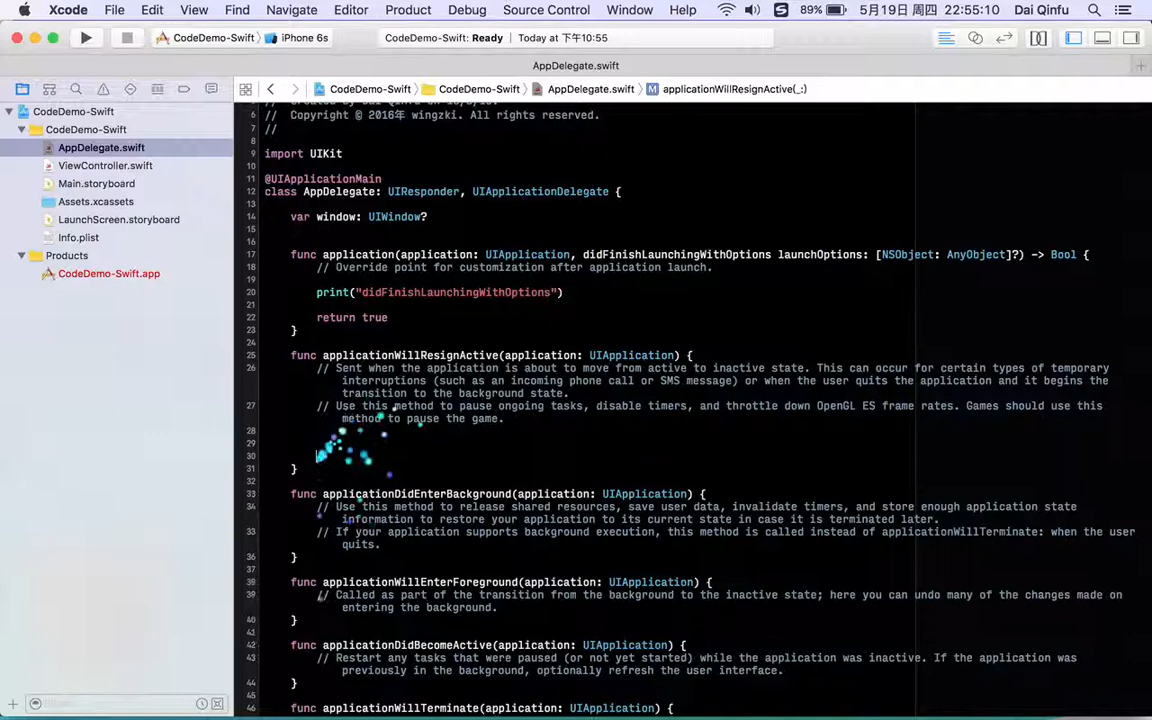 Xcode File Edit View Find Navigate Editor Product Debug Source Control Window Help S 89% 5月19日 周四 22:55:10 Dai Qinfu
CodeDemo-Swift iPhone 6s CodeDemo-Swift: Ready Today at 下午10:55
AppDelegate.swift
CodeDemo-Swift CodeDemo-Swift AppDelegate.swift M applicationWillResignActive(_:)
CodeDemo-Swift
CodeDemo-Swift
AppDelegate.swift
ViewController.swift
Main.storyboard
Assets.xcassets
LaunchScreen.storyboard
Info.plist
Products
CodeDemo-Swift.app
6 // Copyright © 2016年 wingzki. All rights reserved.
7 //
8
9 import UIKit
10
11 @UIApplicationMain
12 class AppDelegate: UIResponder, UIApplicationDelegate {
13
14 var window: UIWindow?
15
16
17 func application(application: UIApplication, didFinishLaunchingWithOptions launchOptions: [NSObject: AnyObject]?) -> Bool {
18 // Override point for customization after application launch.
19
20 print("didFinishLaunchingWithOptions")
21
22 return true
23 }
24
25 func applicationWillResignActive(application: UIApplication) {
26 // Sent when the application is about to move from active to inactive state. This can occur for certain types of temporary
interruptions (such as an incoming phone call or SMS message) or when the user quits the application and it begins the
transition to the background state.
27 // Use this method to pause ongoing tasks, disable timers, and throttle down OpenGL ES frame rates. Games should use this
method to pause the game.
28
29
30
31 }
32
33 func applicationDidEnterBackground(application: UIApplication) {
34 // Use this method to release shared resources, save user data, invalidate timers, and store enough application state
information to restore your application to its current state in case it is terminated later.
// If your application supports background execution, this method is called instead of applicationWillTerminate: when the user
quits.
36 }
37
func applicationWillEnterForeground(application: UIApplication) {
39 // Called as part of the transition from the background to the inactive state; here you can undo many of the changes made on
entering the background.
40 }
41
42 func applicationDidBecomeActive(application: UIApplication) {
43 // Restart any tasks that were paused (or not yet started) while the application was inactive. If the application was
previously in the background, optionally refresh the user interface.
44 }
45
46 func applicationWillTerminate(application: UIApplication) {